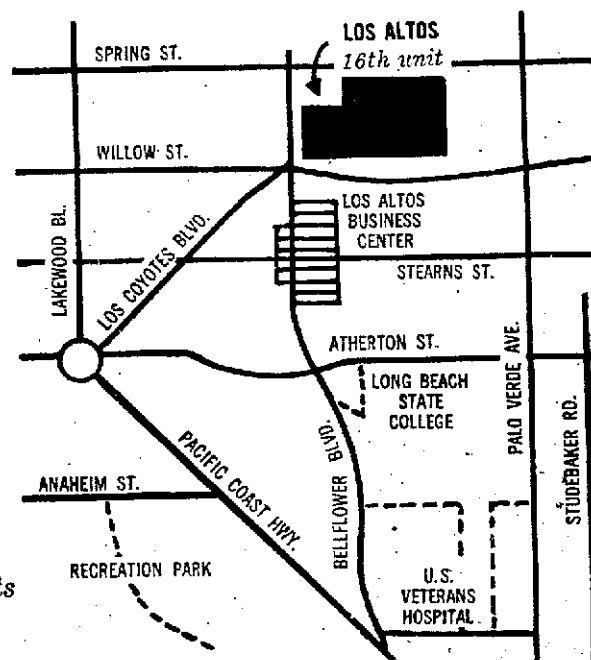 LOS ALTOS
16th unit
SPRING ST.
WILLOW ST.
LAKEWOOD BL.
LOS COYOTES BLVD.
LOS ALTOS
BUSINESS
CENTER
STEARNS ST.
ATHERTON ST.
PALO VERDE AVE.
LONG BEACH
STATE
COLLEGE
STUDEBAKER RD.
BELLFLOWER BLVD.
PACIFIC COAST HWY.
ANAHEIM ST.
RECREATION PARK
U.S.
VETERANS
HOSPITAL